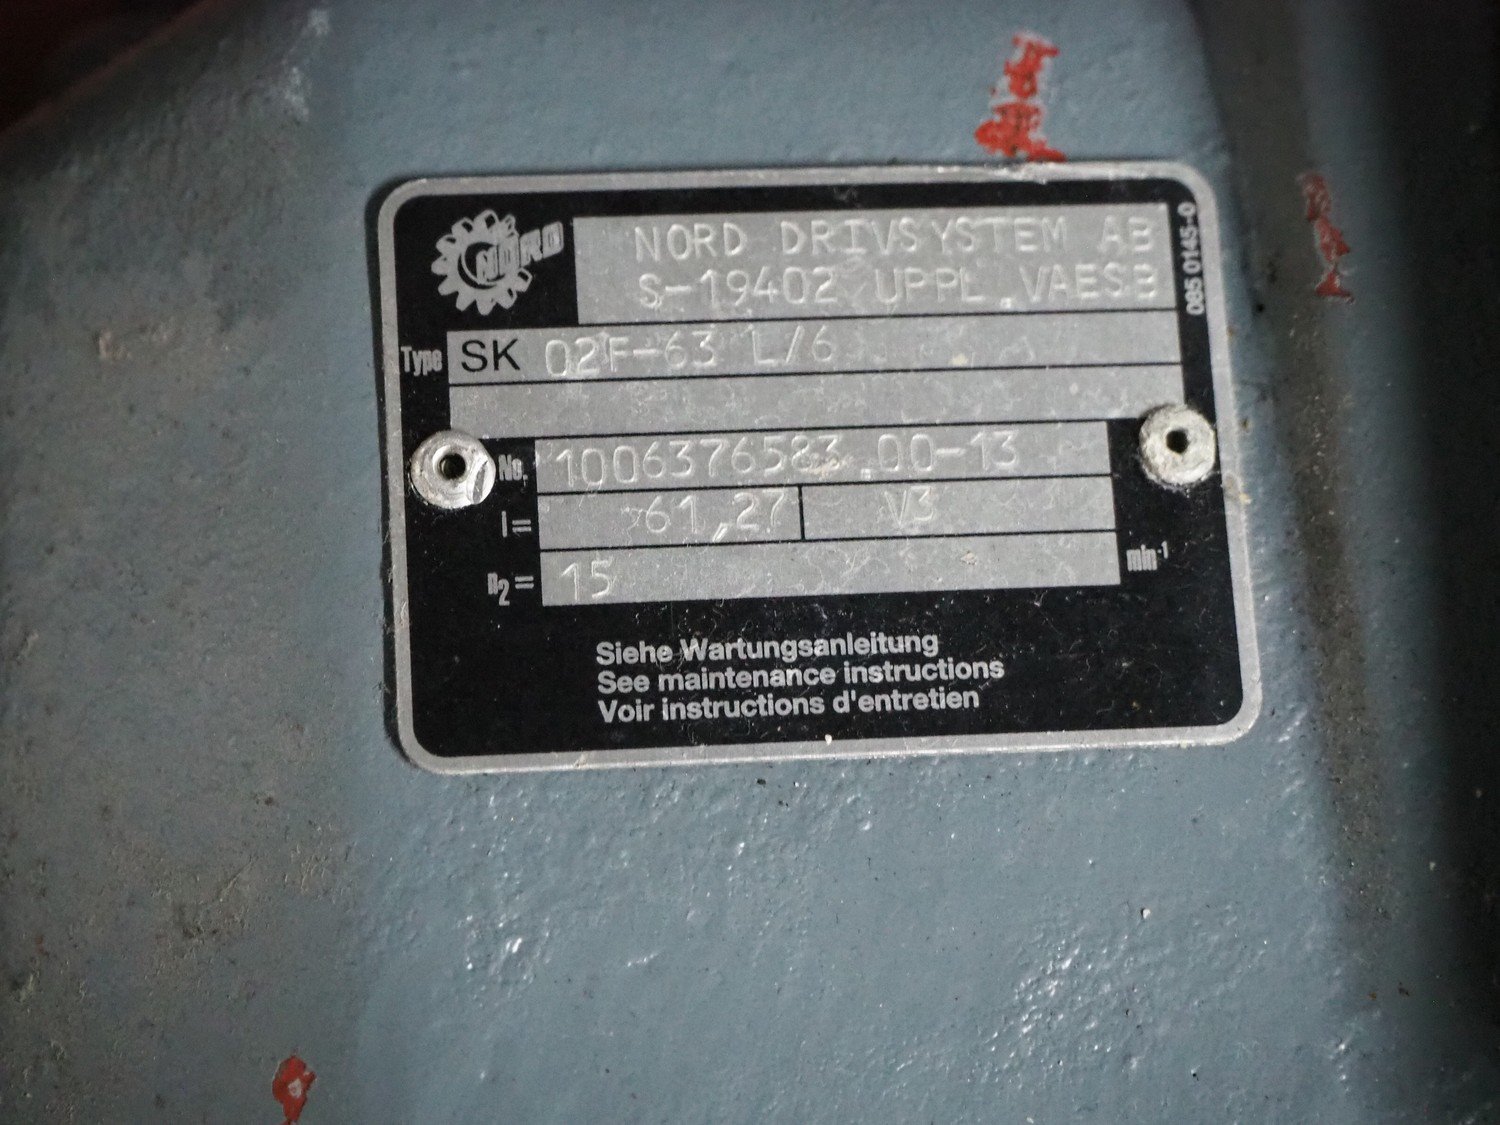 NORD
NORD DRIVSYSTEM AB
S-19402 UPPL.VAESB
085 0145-0
Type SK 02F-63 L/6
No. 1006376583.00-13
i= 61,27 V3
n2= 15 min-1
Siehe Wartungsanleitung
See maintenance instructions
Voir instructions d'entretien